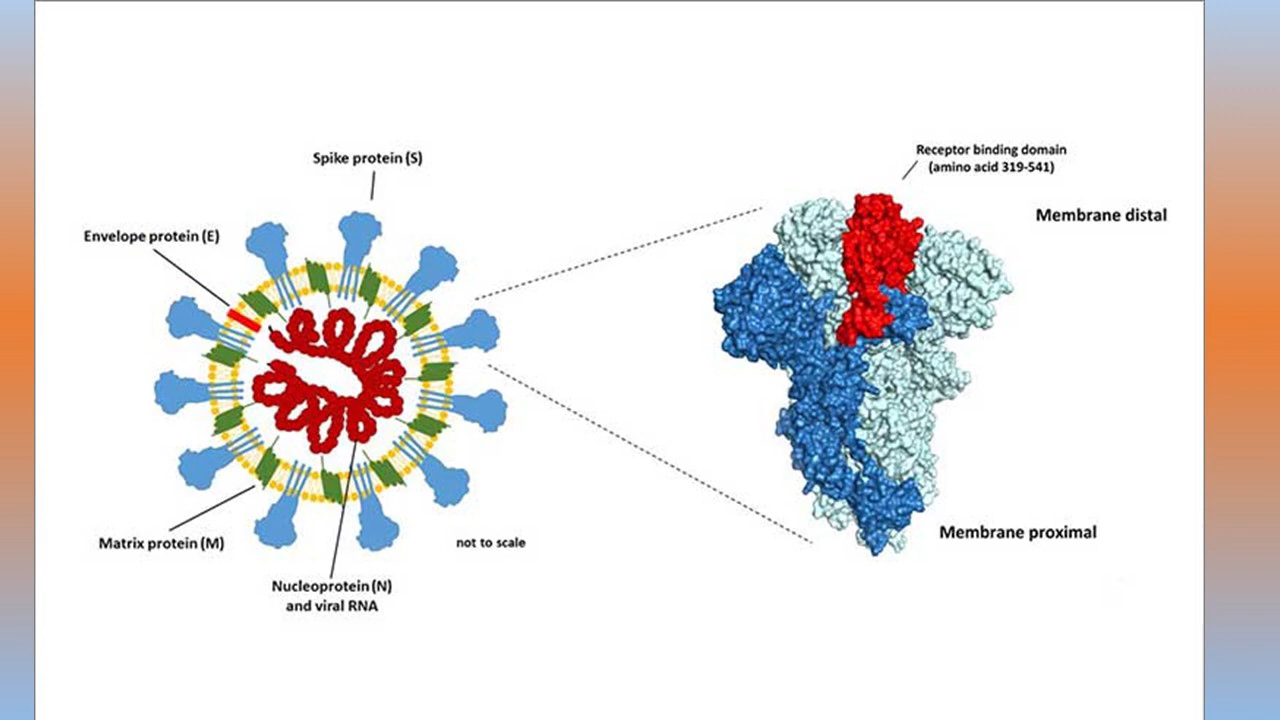 Spike protein (S)
Envelope protein (E)
Matrix protein (M)
Nucleoprotein (N)
and viral RNA
not to scale
Receptor binding domain
(amino acid 319-541)
Membrane distal
Membrane proximal